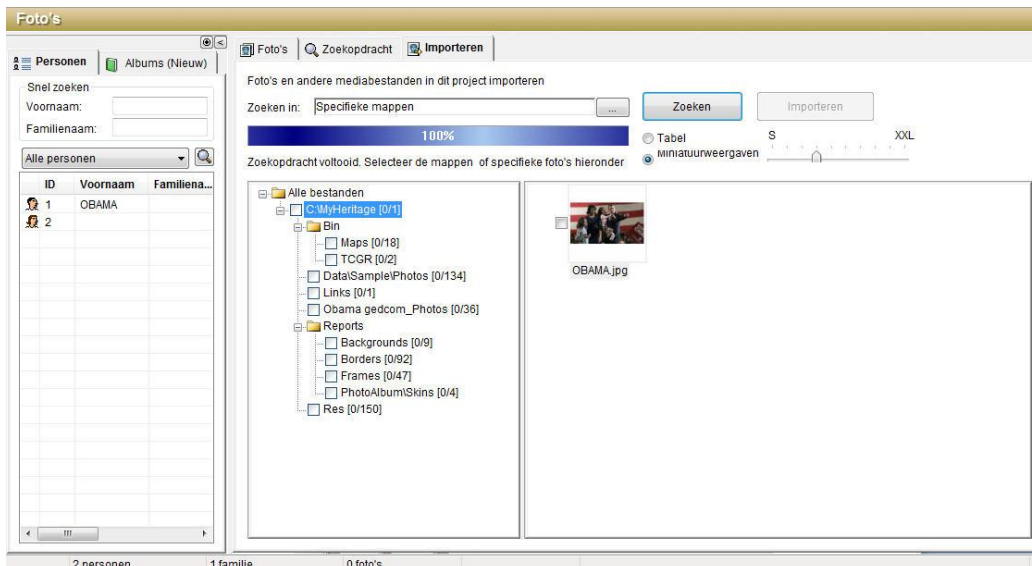 Foto's
Personen
Albums (Nieuw)
Snel zoeken
Voornaam:
Familienaam:
Alle personen
ID Voornaam Familiena...
1 OBAMA
2
Foto's
Zoekopdracht
Importeren
Foto's en andere mediabestanden in dit project importeren
Zoeken in: Specifieke mappen ... Zoeken Importeren
100%
Tabel
Miniatuurweergaven
S XXL
Zoekopdracht voltooid. Selecteer de mappen of specifieke foto's hieronder
Alle bestanden
C:\MyHeritage [0/1]
Bin
Maps [0/18]
TCGR [0/2]
Data\Sample\Photos [0/134]
Links [0/1]
Obama gedcom_Photos [0/36]
Reports
Backgrounds [0/9]
Borders [0/92]
Frames [0/47]
PhotoAlbum\Skins [0/4]
Res [0/150]
OBAMA.jpg
2 personen 1 familie 0 foto's